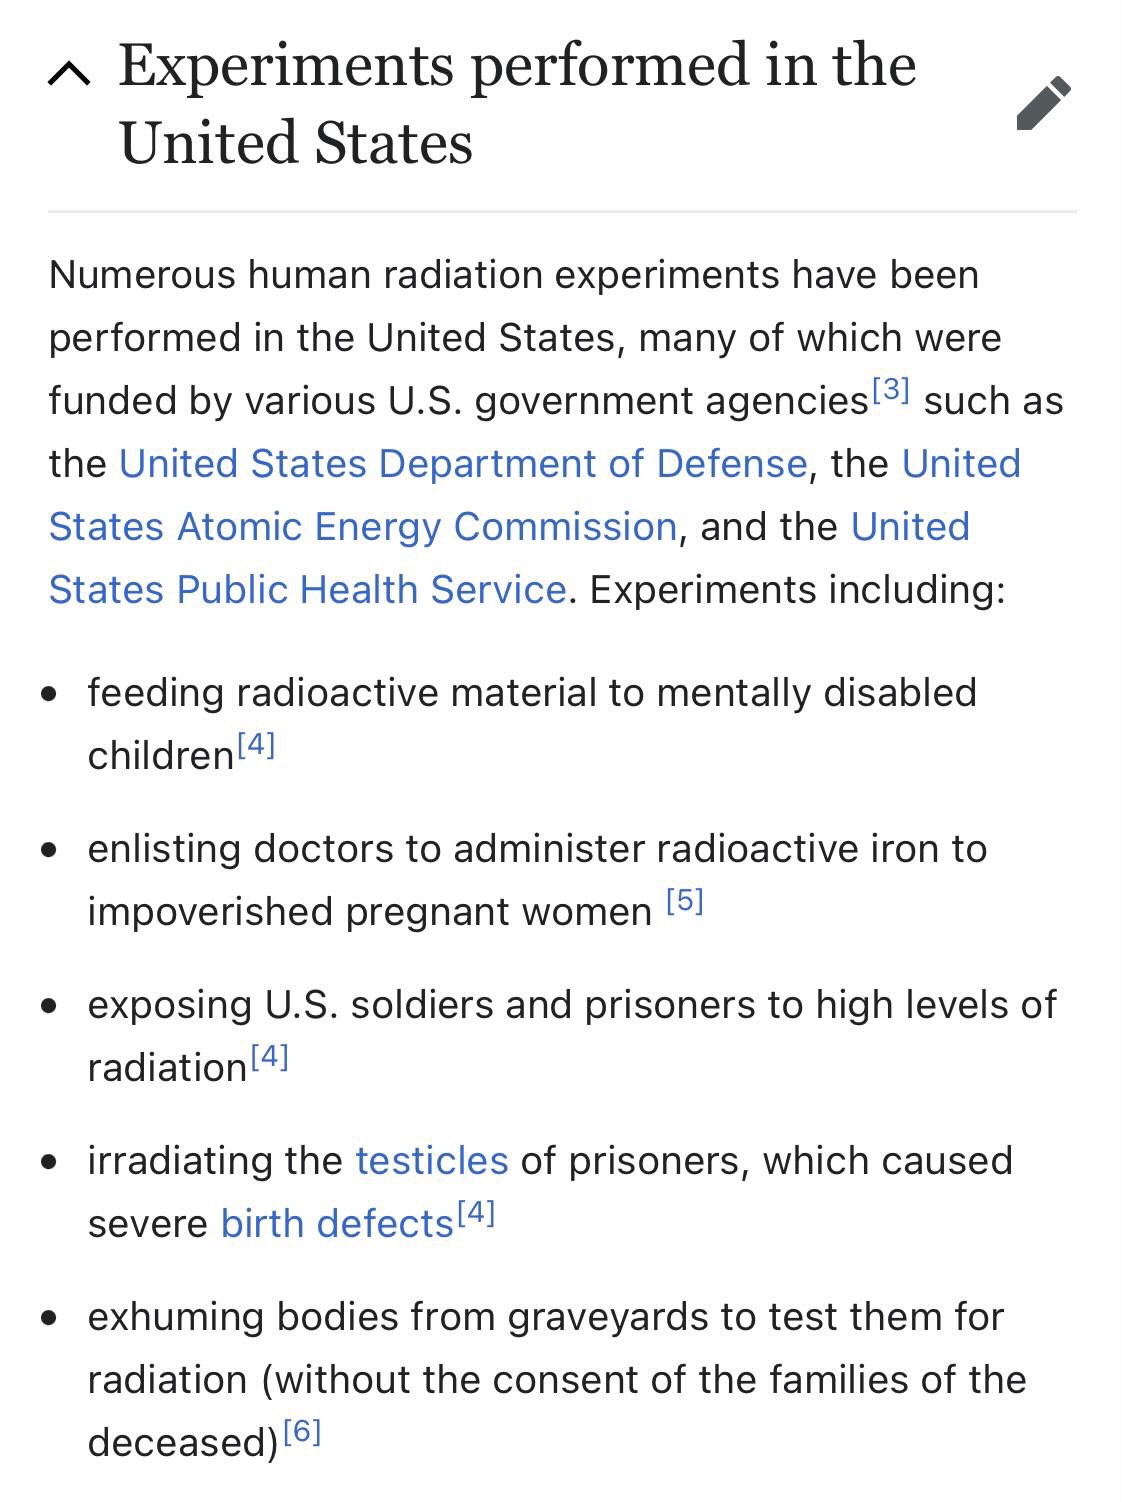 Experiments performed in the
United States
Numerous human radiation experiments have been
performed in the United States, many of which were
funded by various U.S. government agencies[3] such as
the United States Department of Defense, the United
States Atomic Energy Commission, and the United
States Public Health Service. Experiments including:
• feeding radioactive material to mentally disabled
children[4]
• enlisting doctors to administer radioactive iron to
impoverished pregnant women [5]
• exposing U.S. soldiers and prisoners to high levels of
radiation[4]
• irradiating the testicles of prisoners, which caused
severe birth defects[4]
• exhuming bodies from graveyards to test them for
radiation (without the consent of the families of the
deceased)[6]